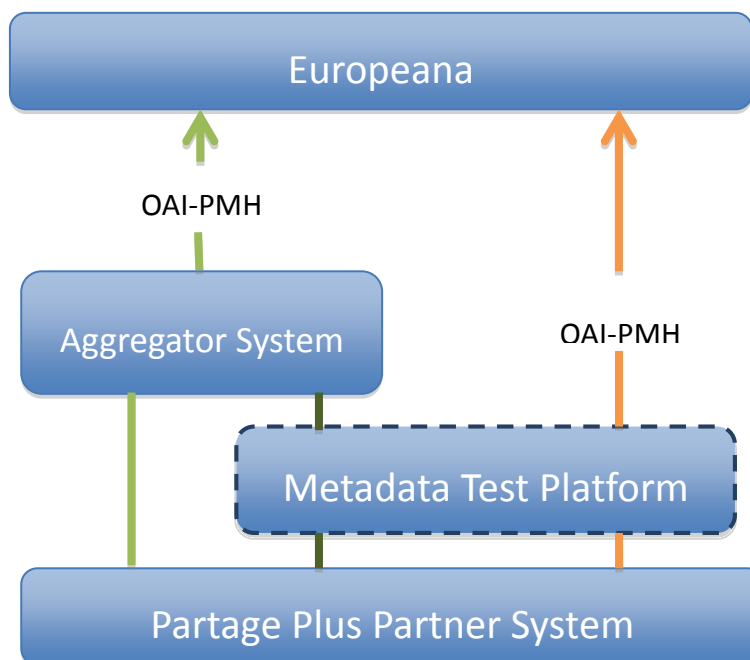 Europeana
OAI-PMH
Aggregator System
OAI-PMH
Metadata Test Platform
Partage Plus Partner System